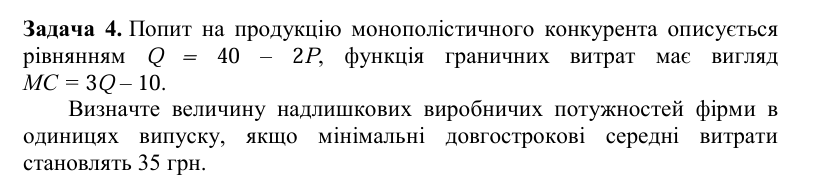 Задача 4. Попит на продукцію монополістичного конкурента описується
рівнянням Q = 40 – 2P, функція граничних витрат має вигляд
MC = 3Q – 10.
Визначте величину надлишкових виробничих потужностей фірми в
одиницях випуску, якщо мінімальні довгострокові середні витрати
становлять 35 грн.